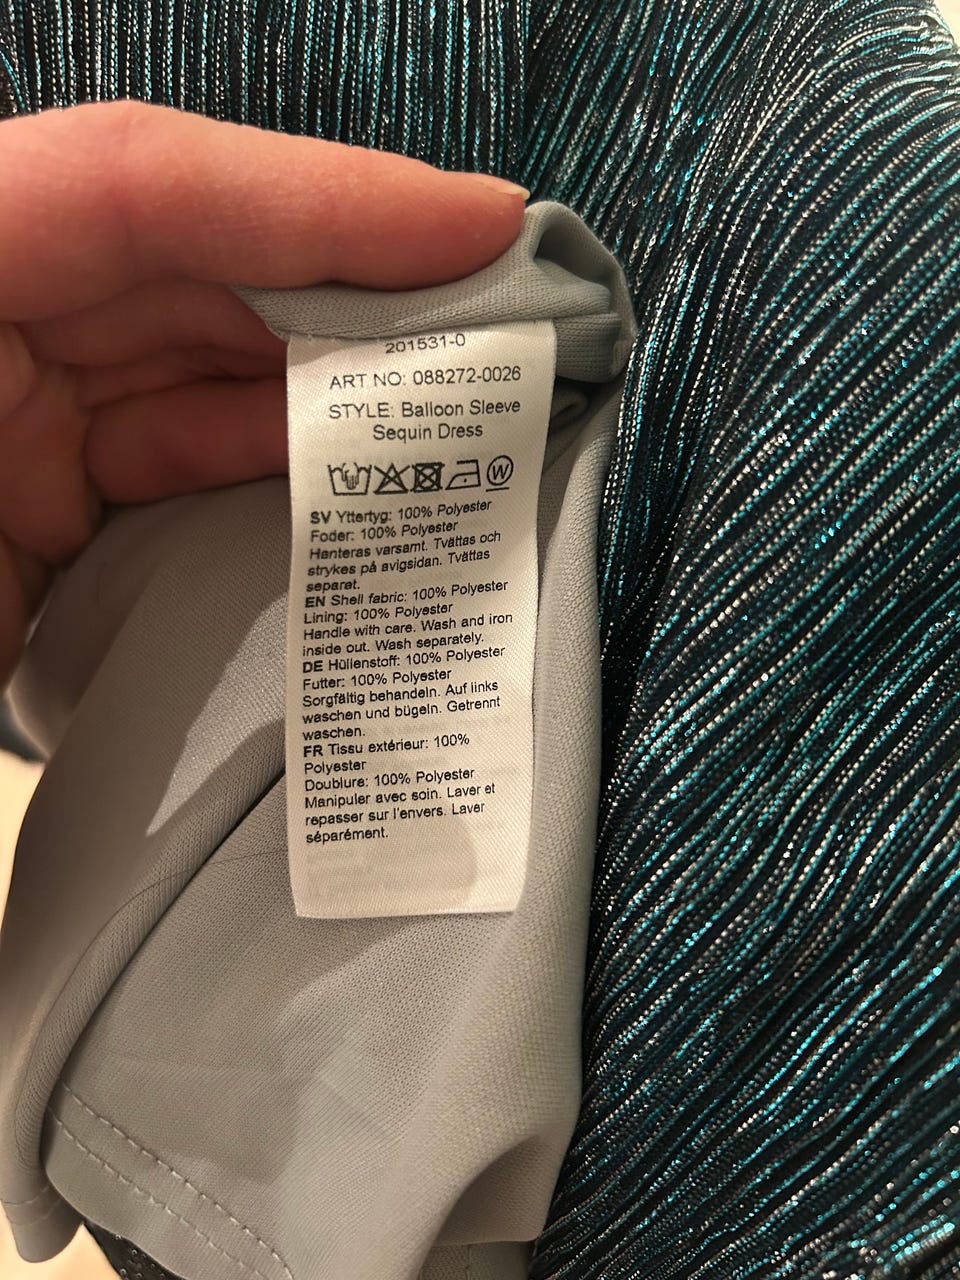 201531-0
ART NO: 088272-0026
STYLE: Balloon Sleeve
Sequin Dress
W
SV Yttertyg: 100% Polyester
Foder: 100% Polyester
Hanteras varsamt. Tvättas och
strykes på avigsidan. Tvättas
separat.
EN Shell fabric: 100% Polyester
Lining: 100% Polyester
Handle with care. Wash and iron
inside out. Wash separately.
DE Hüllenstoff: 100% Polyester
Futter: 100% Polyester
Sorgfältig behandeln. Auf links
waschen und bügeln. Getrennt
waschen.
FR Tissu extérieur: 100%
Polyester
Doublure: 100% Polyester
Manipuler avec soin. Laver et
repasser sur l'envers. Laver
séparément.